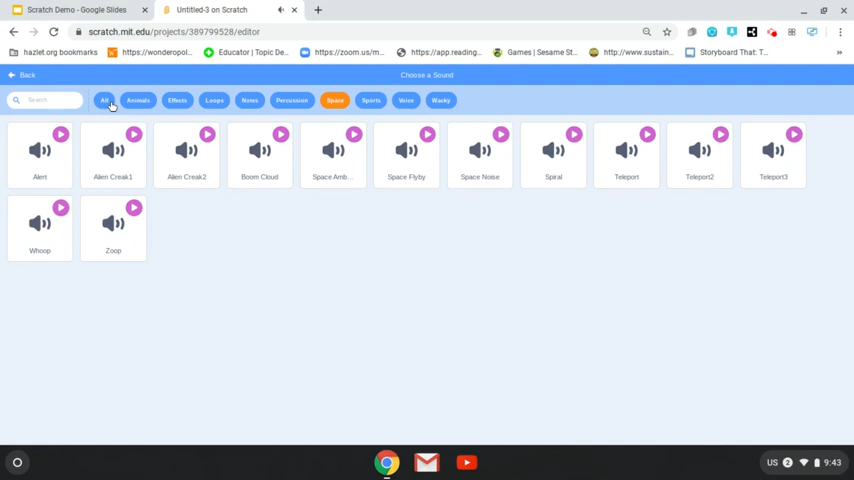 Scratch Demo - Google Slides
Untitled-3 on Scratch
scratch.mit.edu/projects/389799528/editor
hazlet.org bookmarks
https://wonderopol...
Educator | Topic De...
https://zoom.us/m...
https://app.reading...
Games | Sesame St...
http://www.sustain...
Storyboard That: T...
Back
Choose a Sound
Search
All
Animals
Effects
Loops
Notes
Percussion
Space
Sports
Voice
Wacky
Alert
Alien Creak1
Alien Creak2
Boom Cloud
Space Amb...
Space Flyby
Space Noise
Spiral
Teleport
Teleport2
Teleport3
Whoop
Zoop
US 2 9:43